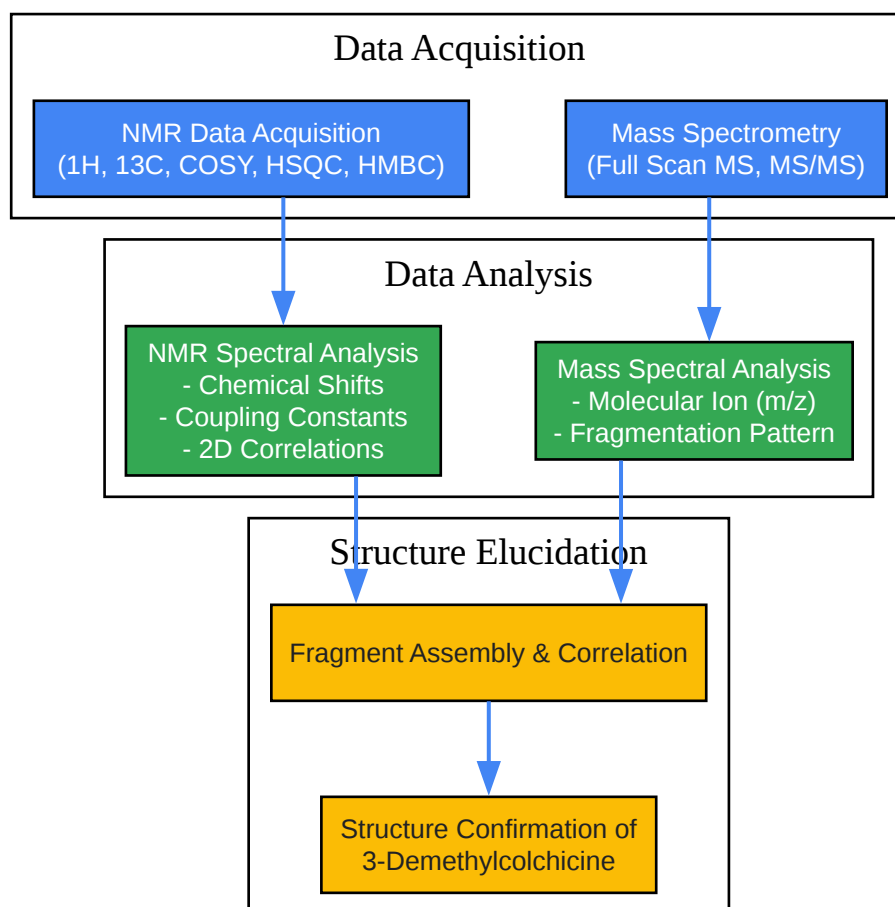 Data Acquisition
NMR Data Acquisition
(1H, 13C, COSY, HSQC, HMBC)
Mass Spectrometry
(Full Scan MS, MS/MS)
Data Analysis
NMR Spectral Analysis
- Chemical Shifts
- Coupling Constants
- 2D Correlations
Mass Spectral Analysis
- Molecular Ion (m/z)
- Fragmentation Pattern
Structure Elucidation
Fragment Assembly & Correlation
Structure Confirmation of
3-Demethylcolchicine